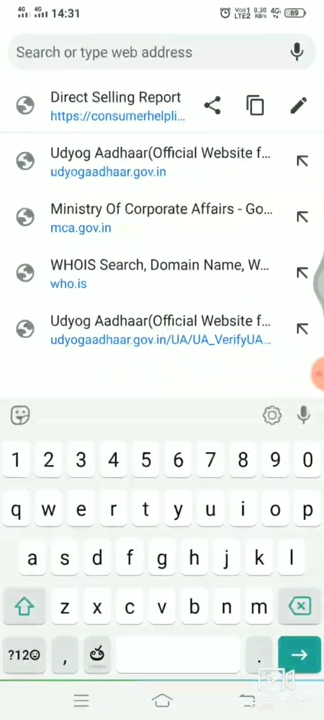 4G 4G 14:31 Vo)) LTE2 0.30 KB/s 4G 69
Search or type web address
Direct Selling Report
https://consumerhelpli...
Udyog Aadhaar(Official Website f...
udyogaadhaar.gov.in
Ministry Of Corporate Affairs - Go...
mca.gov.in
WHOIS Search, Domain Name, W...
who.is
Udyog Aadhaar(Official Website f...
udyogaadhaar.gov.in/UA/UA_VerifyUA...
1 2 3 4 5 6 7 8 9 0
q w e r t y u i o p
a s d f g h j k l
z x c v b n m
?12☺ , .